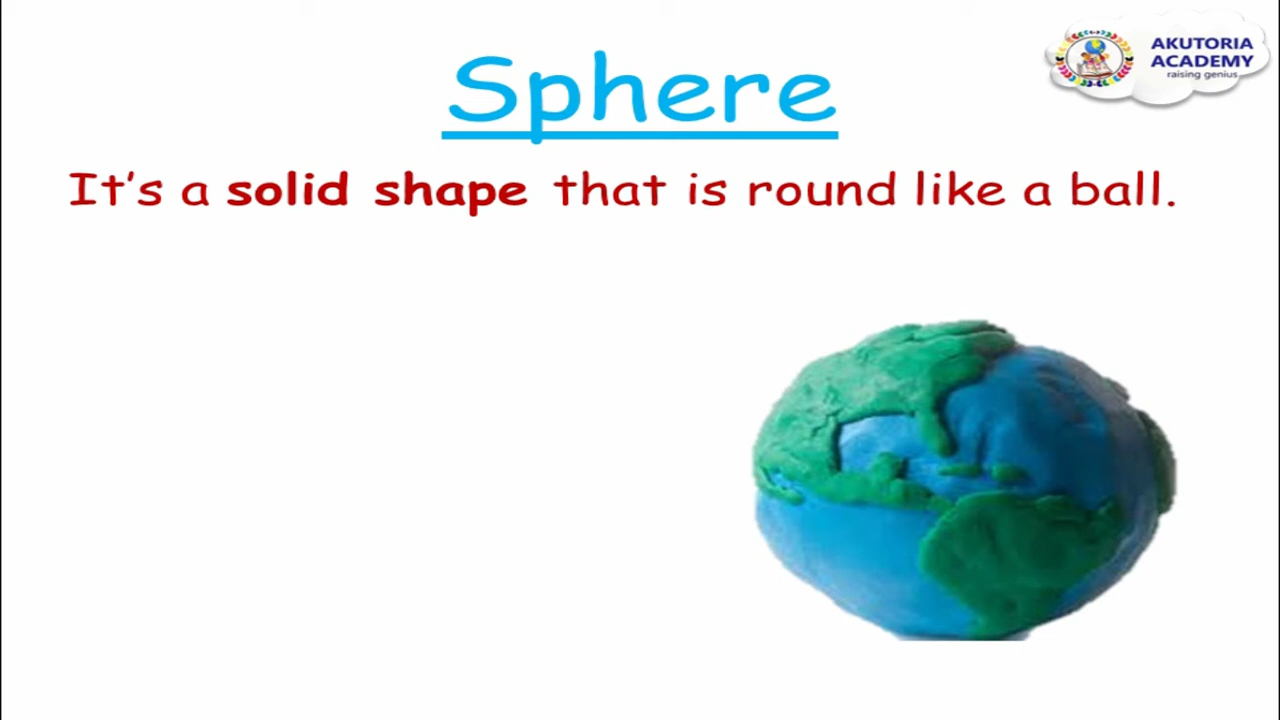 Sphere
It's a solid shape that is round like a ball.
AKUTORIA
ACADEMY
raising genius